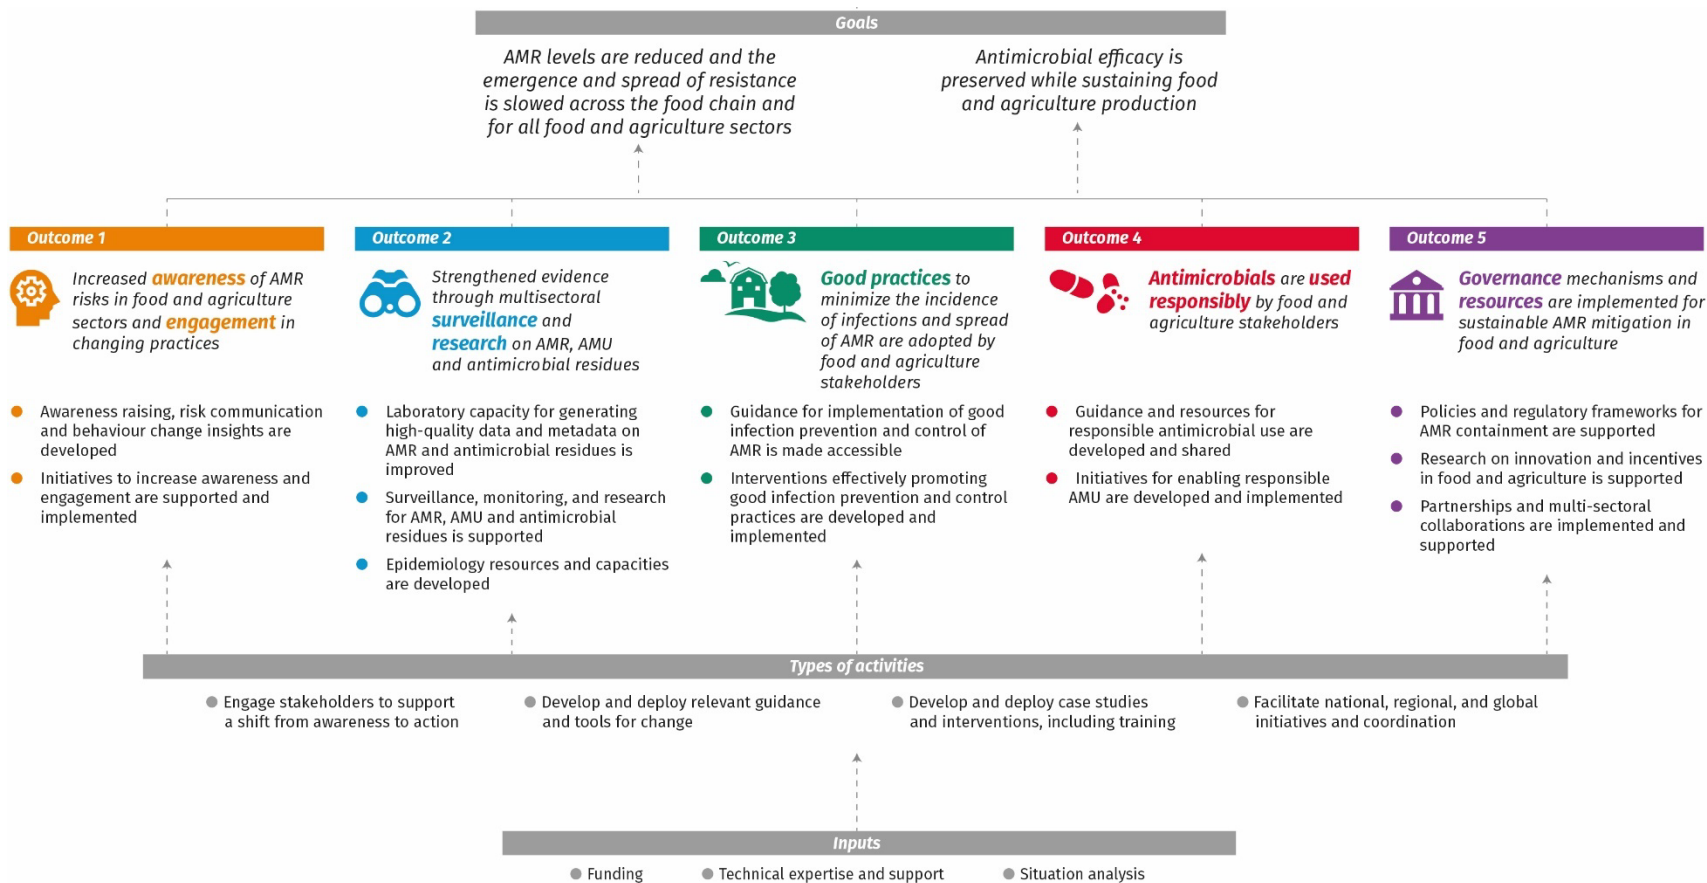 Goals
AMR levels are reduced and the
emergence and spread of resistance
is slowed across the food chain and
for all food and agriculture sectors
Antimicrobial efficacy is
preserved while sustaining food
and agriculture production
Outcome 1
Increased awareness of AMR
risks in food and agriculture
sectors and engagement in
changing practices
Awareness raising, risk communication
and behaviour change insights are
developed
Initiatives to increase awareness and
engagement are supported and
implemented
Outcome 2
Strengthened evidence
through multisectoral
surveillance and
research on AMR, AMU
and antimicrobial residues
Laboratory capacity for generating
high-quality data and metadata on
AMR and antimicrobial residues is
improved
Surveillance, monitoring, and research
for AMR, AMU and antimicrobial
residues is supported
Epidemiology resources and capacities
are developed
Outcome 3
Good practices to
minimize the incidence
of infections and spread
of AMR are adopted by
food and agriculture
stakeholders
Guidance for implementation of good
infection prevention and control of
AMR is made accessible
Interventions effectively promoting
good infection prevention and control
practices are developed and
implemented
Outcome 4
Antimicrobials are used
responsibly by food and
agriculture stakeholders
Guidance and resources for
responsible antimicrobial use are
developed and shared
Initiatives for enabling responsible
AMU are developed and implemented
Outcome 5
Governance mechanisms and
resources are implemented for
sustainable AMR mitigation in
food and agriculture
Policies and regulatory frameworks for
AMR containment are supported
Research on innovation and incentives
in food and agriculture is supported
Partnerships and multi-sectoral
collaborations are implemented and
supported
Types of activities
Engage stakeholders to support
a shift from awareness to action
Develop and deploy relevant guidance
and tools for change
Develop and deploy case studies
and interventions, including training
Facilitate national, regional, and global
initiatives and coordination
Inputs
Funding
Technical expertise and support
Situation analysis